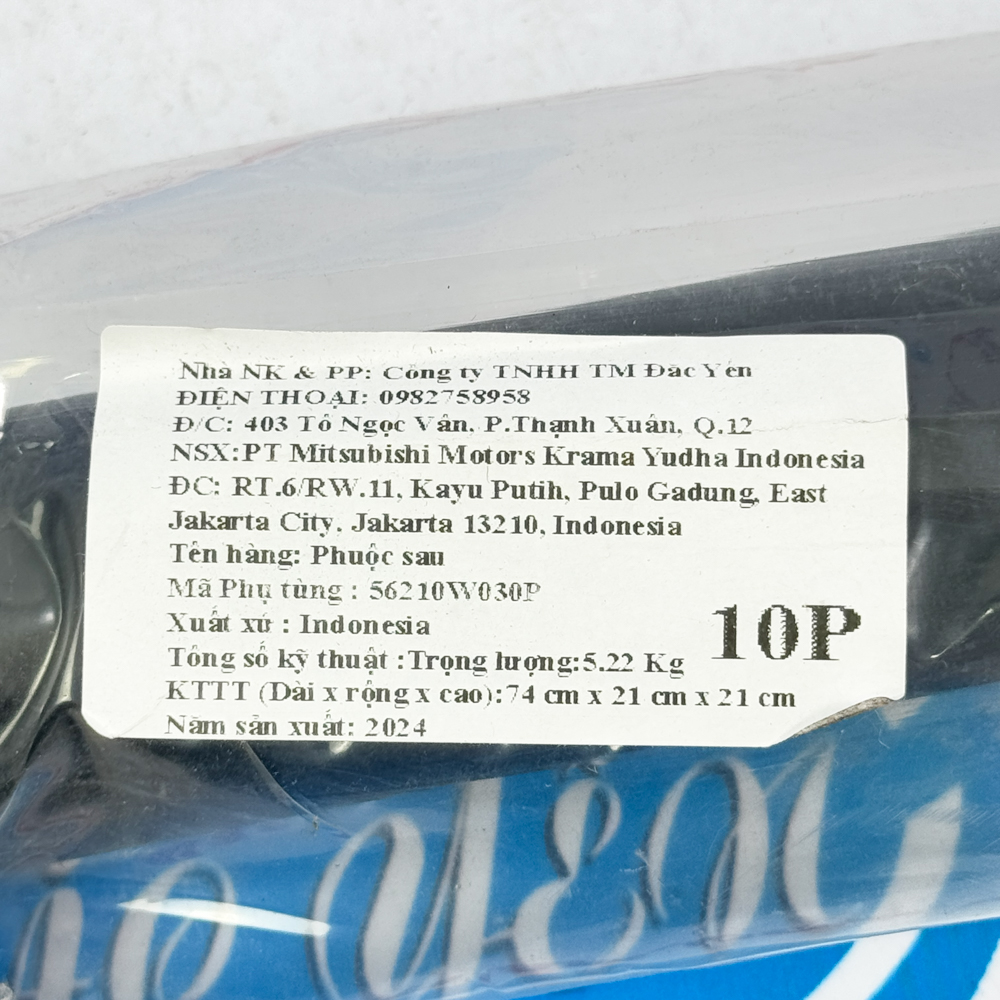 Nhà NK & PP: Công ty TNHH TM Đăc Yên
ĐIỆN THOẠI: 0982758958
Đ/C: 403 Tô Ngọc Vân, P.Thạnh Xuân, Q.12
NSX:PT Mitsubishi Motors Krama Yudha Indonesia
ĐC: RT.6/RW.11, Kayu Putih, Pulo Gadung, East
Jakarta City, Jakarta 13210, Indonesia
Tên hàng: Phuộc sau
Mã Phụ tùng : 56210W030P
Xuất xứ : Indonesia
10P
Tông số kỹ thuật :Trọng lượng:5.22 Kg
KTTT (Dài x rộng x cao):74 cm x 21 cm x 21 cm
Năm sản xuất: 2024
YẾN